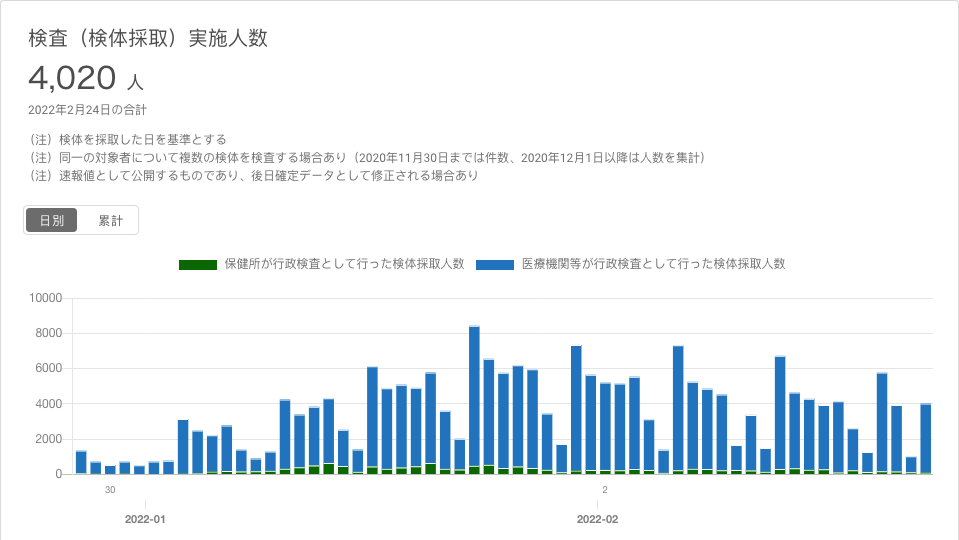 検査（検体採取）実施人数
4,020 人
2022年2月24日の合計
（注）検体を採取した日を基準とする
（注）同一の対象者について複数の検体を検査する場合あり（2020年11月30日までは件数、2020年12月1日以降は人数を集計）
（注）速報値として公開するものであり、後日確定データとして修正される場合あり
日別 累計
保健所が行政検査として行った検体採取人数 医療機関等が行政検査として行った検体採取人数
10000
8000
6000
4000
2000
0
30 2
2022-01 2022-02